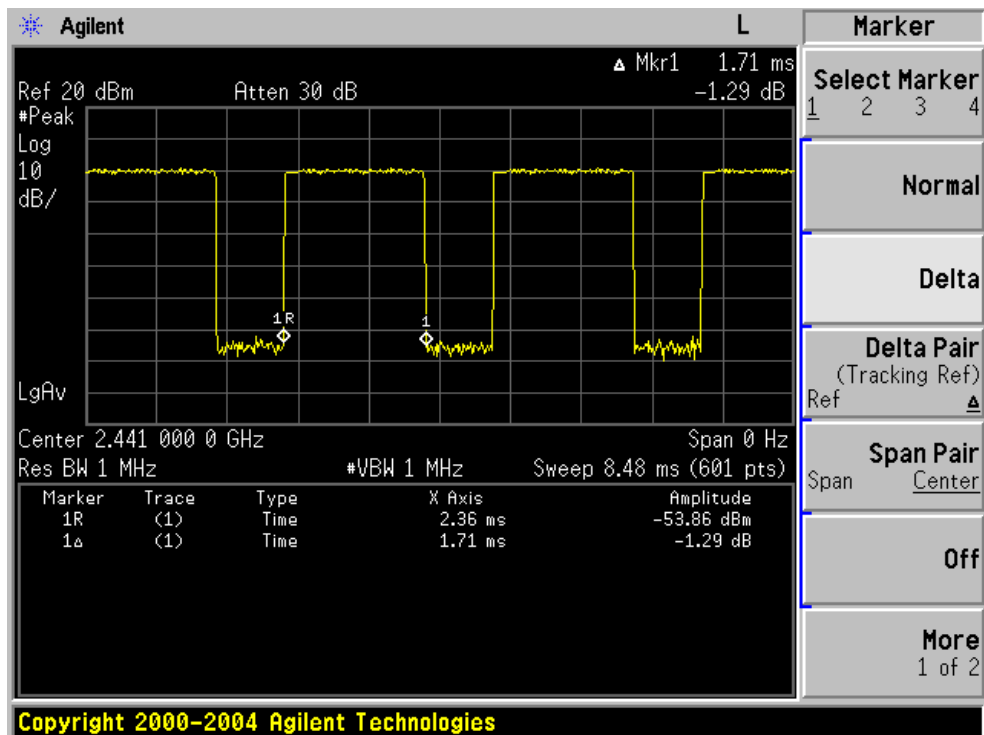 Agilent L Marker
Δ Mkr1 1.71 ms
Ref 20 dBm Atten 30 dB -1.29 dB
#Peak
Log
10
dB/
1R
1
LgAv
Center 2.441 000 0 GHz Span 0 Hz
Res BW 1 MHz #VBW 1 MHz Sweep 8.48 ms (601 pts)
Marker Trace Type X Axis Amplitude
1R (1) Time 2.36 ms -53.86 dBm
1Δ (1) Time 1.71 ms -1.29 dB
Select Marker
1 2 3 4
Normal
Delta
Delta Pair
(Tracking Ref)
Ref Δ
Span Pair
Span Center
Off
More
1 of 2
Copyright 2000-2004 Agilent Technologies